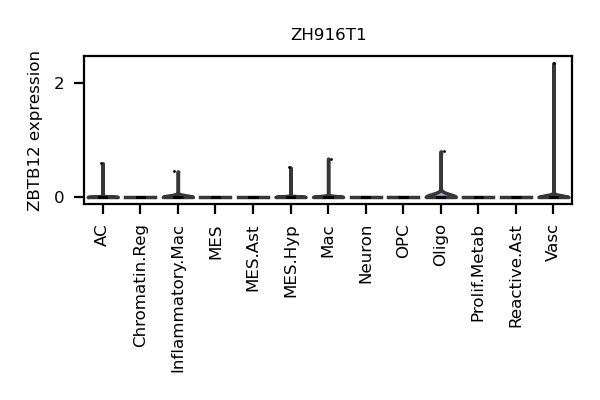 ZH916T1
ZBTB12 expression
2
0
AC
Chromatin.Reg
Inflammatory.Mac
MES
MES.Ast
MES.Hyp
Mac
Neuron
OPC
Oligo
Prolif.Metab
Reactive.Ast
Vasc